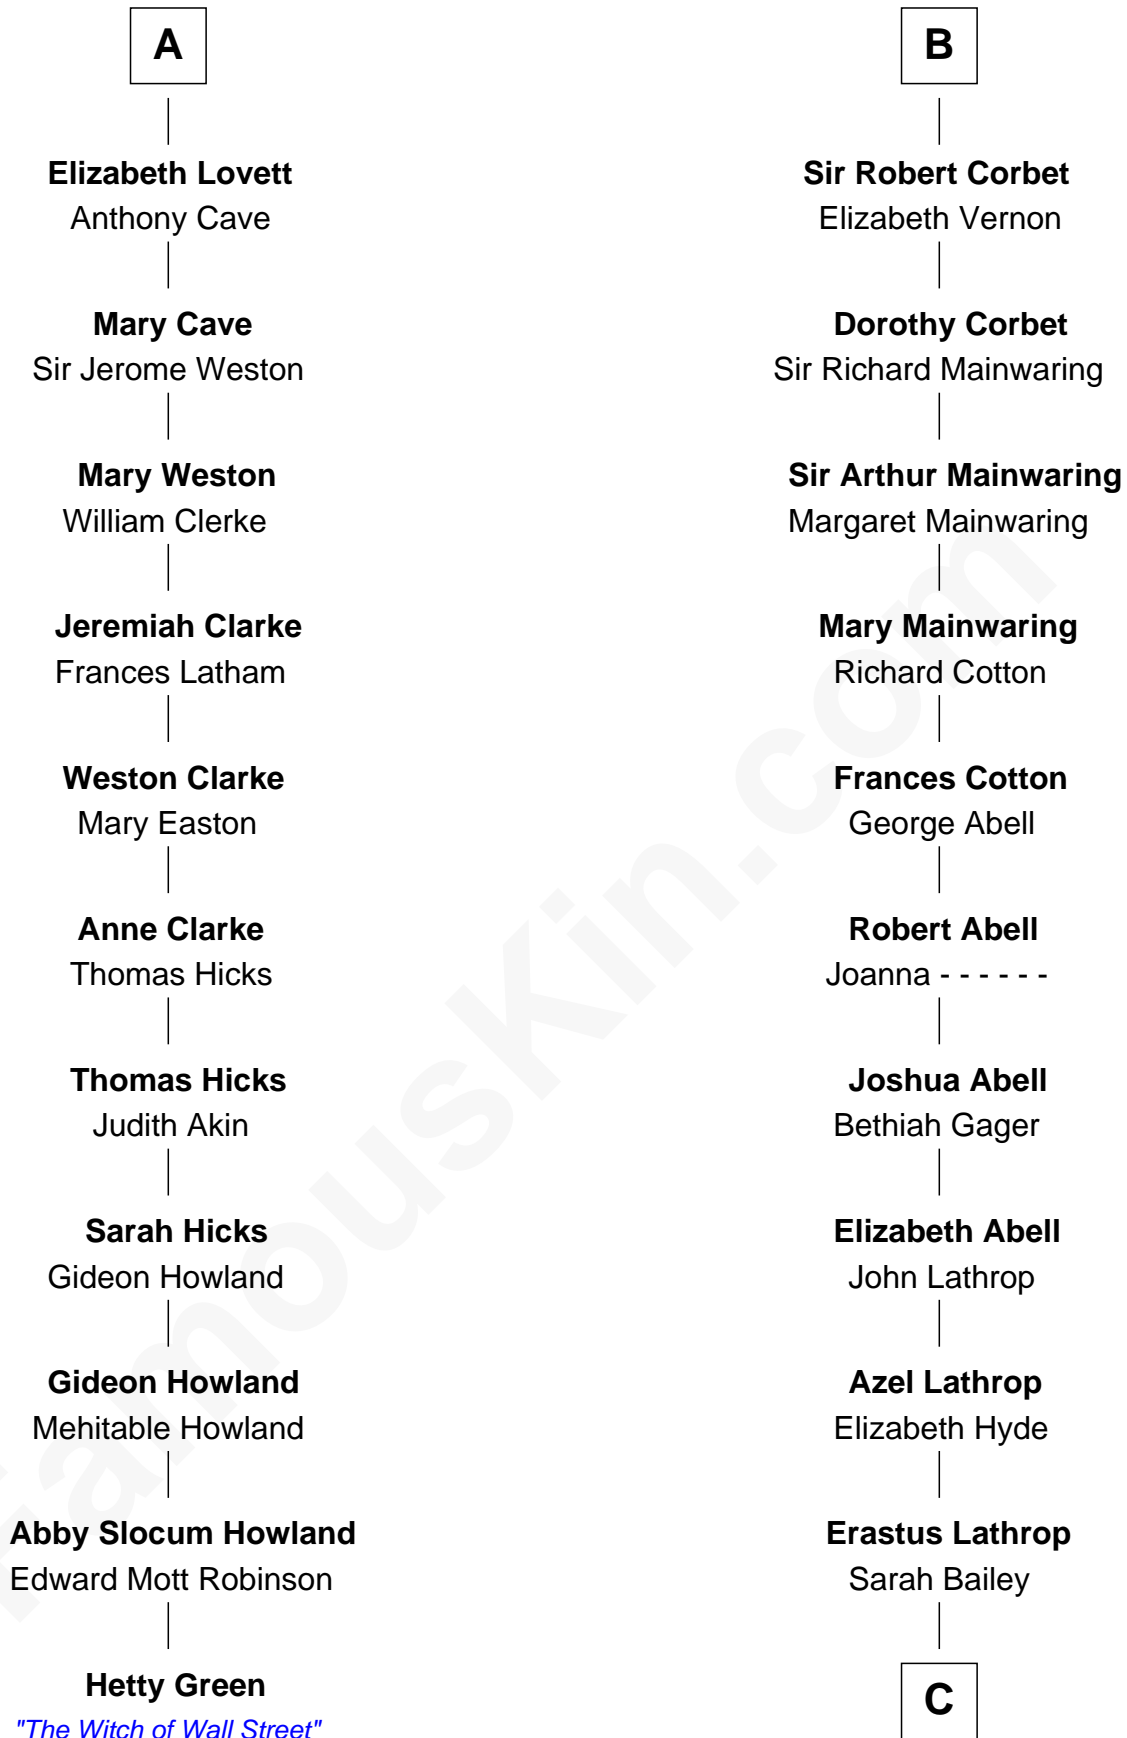 A
Elizabeth Lovett
Anthony Cave
Mary Cave
Sir Jerome Weston
Mary Weston
William Clerke
Jeremiah Clarke
Frances Latham
Weston Clarke
Mary Easton
Anne Clarke
Thomas Hicks
Thomas Hicks
Judith Akin
Sarah Hicks
Gideon Howland
Gideon Howland
Mehitable Howland
Abby Slocum Howland
Edward Mott Robinson
Hetty Green
"The Witch of Wall Street"
B
Sir Robert Corbet
Elizabeth Vernon
Dorothy Corbet
Sir Richard Mainwaring
Sir Arthur Mainwaring
Margaret Mainwaring
Mary Mainwaring
Richard Cotton
Frances Cotton
George Abell
Robert Abell
Joanna - - - - - -
Joshua Abell
Bethiah Gager
Elizabeth Abell
John Lathrop
Azel Lathrop
Elizabeth Hyde
Erastus Lathrop
Sarah Bailey
C
FamousKin.com